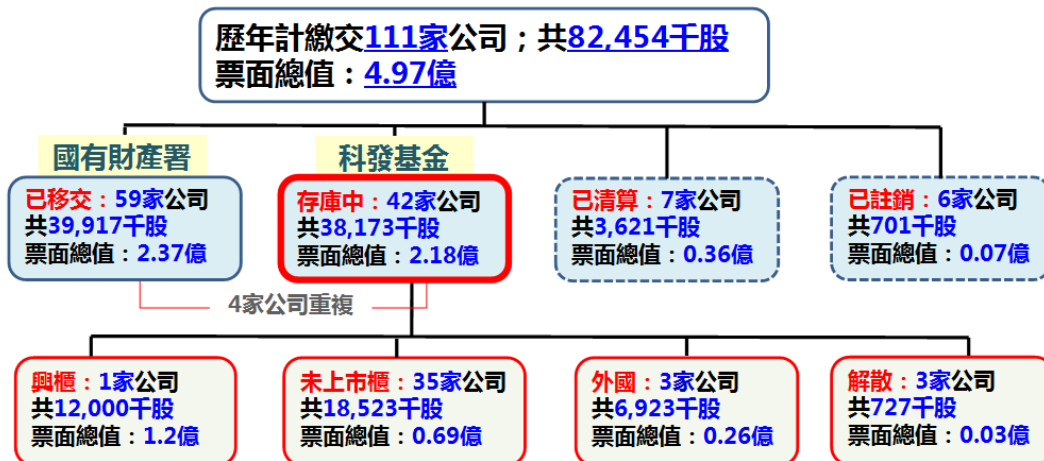 歷年計繳交111家公司；共82,454千股
票面總值：4.97億
國有財產署
已移交：59家公司
共39,917千股
票面總值：2.37億
科發基金
存庫中：42家公司
共38,173千股
票面總值：2.18億
已清算：7家公司
共3,621千股
票面總值：0.36億
已註銷：6家公司
共701千股
票面總值：0.07億
4家公司重複
興櫃：1家公司
共12,000千股
票面總值：1.2億
未上市櫃：35家公司
共18,523千股
票面總值：0.69億
外國：3家公司
共6,923千股
票面總值：0.26億
解散：3家公司
共727千股
票面總值：0.03億